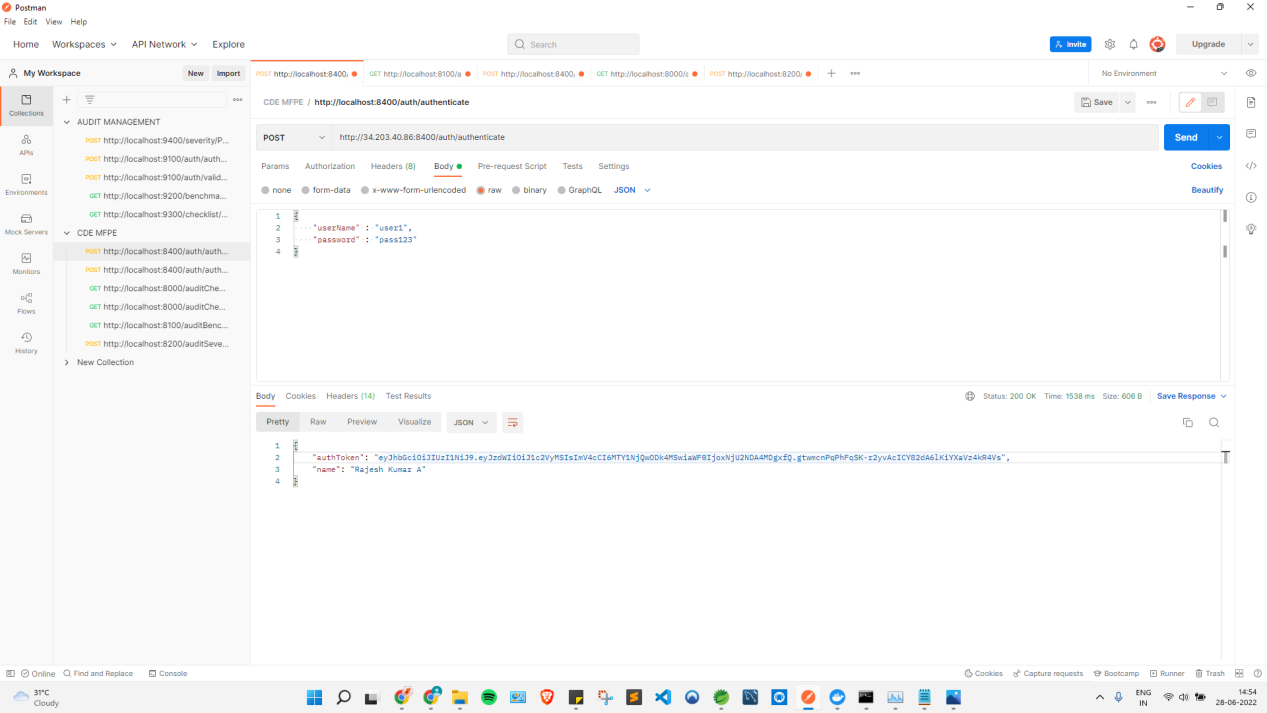 Postman
File Edit View Help
Home Workspaces API Network Explore Search Invite Upgrade
My Workspace New Import
POST http://localhost:8400/ GET http://localhost:8100/a POST http://localhost:8400/ GET http://localhost:8000/a POST http://localhost:8200/ No Environment
Collections
APIs
Environments
Mock Servers
Monitors
Flows
History
AUDIT MANAGEMENT
POST http://localhost:9400/severity/P...
POST http://localhost:9100/auth/auth...
POST http://localhost:9100/auth/valid...
GET http://localhost:9200/benchma...
GET http://localhost:9300/checklist/...
CDE MFPE
POST http://localhost:8400/auth/auth...
POST http://localhost:8400/auth/auth...
GET http://localhost:8000/auditChe...
GET http://localhost:8000/auditChe...
GET http://localhost:8100/auditBenc...
POST http://localhost:8200/auditSeve...
New Collection
CDE MFPE / http://localhost:8400/auth/authenticate Save
POST http://34.203.40.86:8400/auth/authenticate Send
Params Authorization Headers (8) Body Pre-request Script Tests Settings Cookies
none form-data x-www-form-urlencoded raw binary GraphQL JSON Beautify
1 {
2 "userName" : "user1",
3 "password" : "pass123"
4 }
Body Cookies Headers (14) Test Results Status: 200 OK Time: 1538 ms Size: 606 B Save Response
Pretty Raw Preview Visualize JSON
1 {
2 "authToken": "eyJhbGciOiJIUzI1NiJ9.eyJzdWIiOiJ1c2VyMSIsImV4cCI6MTY1NjQwODk4MSwiaWF0IjoxNjU2NDA4MDgxfQ.gtwmcnPqPhFqSK-r2yvAcICY82dA6lKiYXaVz4kR4Vs",
3 "name": "Rajesh Kumar A"
4 }
Online Find and Replace Console Cookies Capture requests Bootcamp Runner Trash
31°C
Cloudy
ENG
IN
14:54
28-06-2022